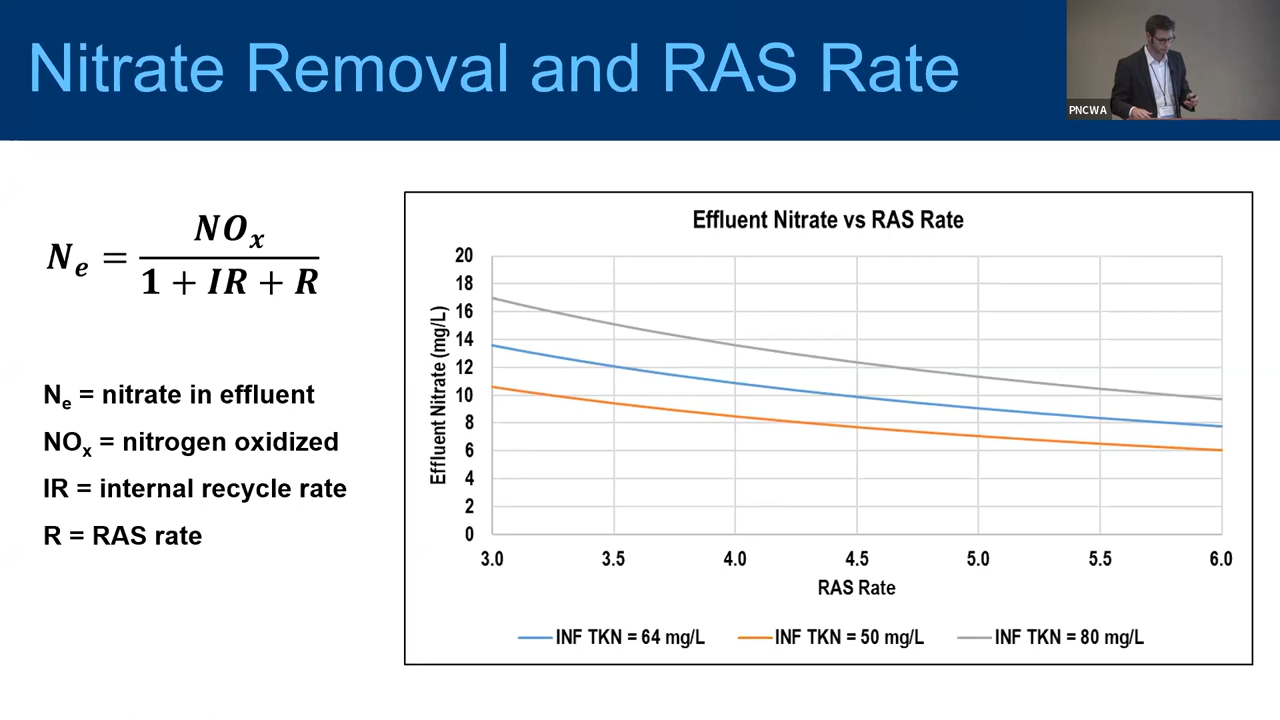 Nitrate Removal and RAS Rate
PNCWA
N_e = NO_x / (1 + IR + R)
N_e = nitrate in effluent
NO_x = nitrogen oxidized
IR = internal recycle rate
R = RAS rate
Effluent Nitrate vs RAS Rate
Effluent Nitrate (mg/L)
20
18
16
14
12
10
8
6
4
2
0
3.0 3.5 4.0 4.5 5.0 5.5 6.0
RAS Rate
INF TKN = 64 mg/L INF TKN = 50 mg/L INF TKN = 80 mg/L